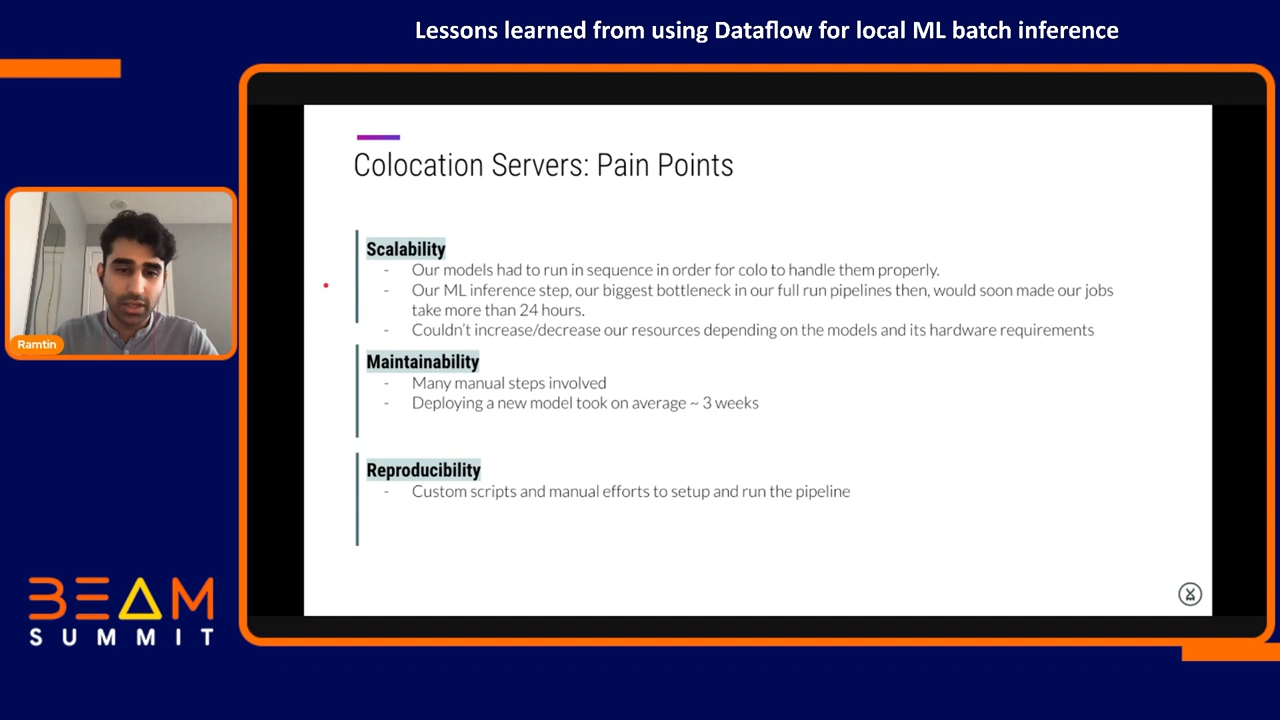 Lessons learned from using Dataflow for local ML batch inference
Colocation Servers: Pain Points
Scalability
- Our models had to run in sequence in order for colo to handle them properly.
- Our ML inference step, our biggest bottleneck in our full run pipelines then, would soon made our jobs
take more than 24 hours.
- Couldn't increase/decrease our resources depending on the models and its hardware requirements
Maintainability
- Many manual steps involved
- Deploying a new model took on average ~ 3 weeks
Reproducibility
- Custom scripts and manual efforts to setup and run the pipeline
Ramtin
BEAM
SUMMIT